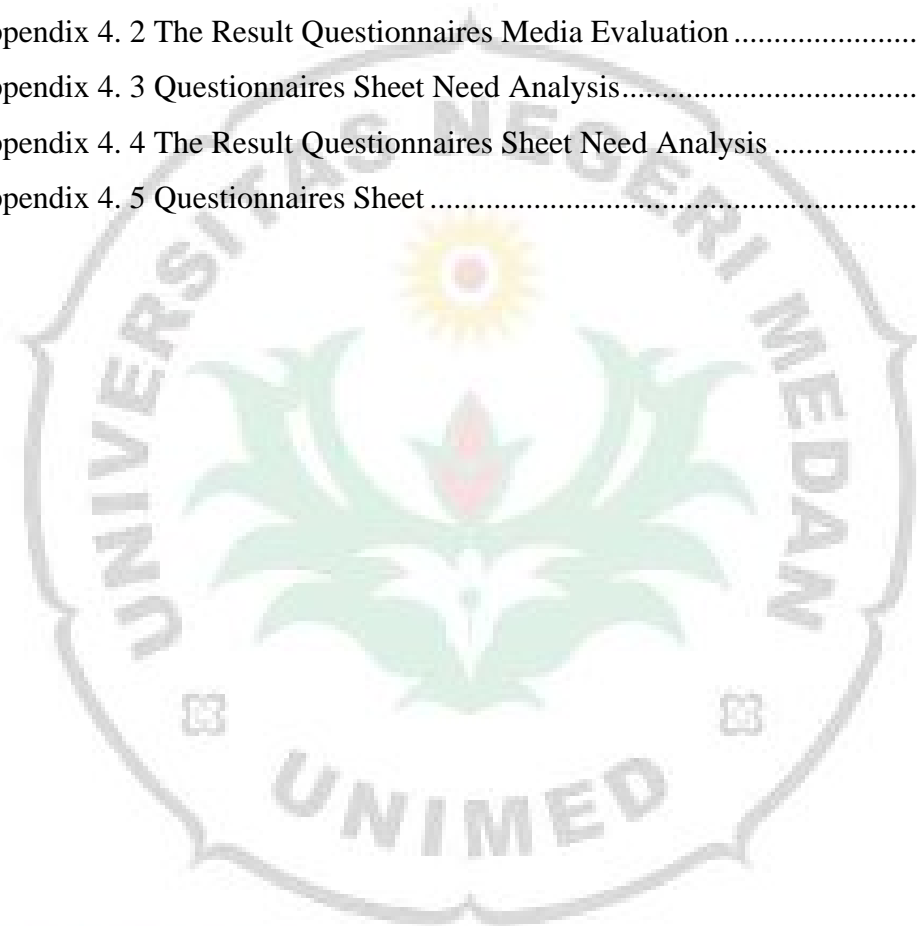 ppendix 4. 2 The Result Questionnaires Media Evaluation .......................
ppendix 4. 3 Questionnaires Sheet Need Analysis...................................
ppendix 4. 4 The Result Questionnaires Sheet Need Analysis ..................
ppendix 4. 5 Questionnaires Sheet .............................................................
UNIVERSITAS NEGERI MEDAN
UNIMED